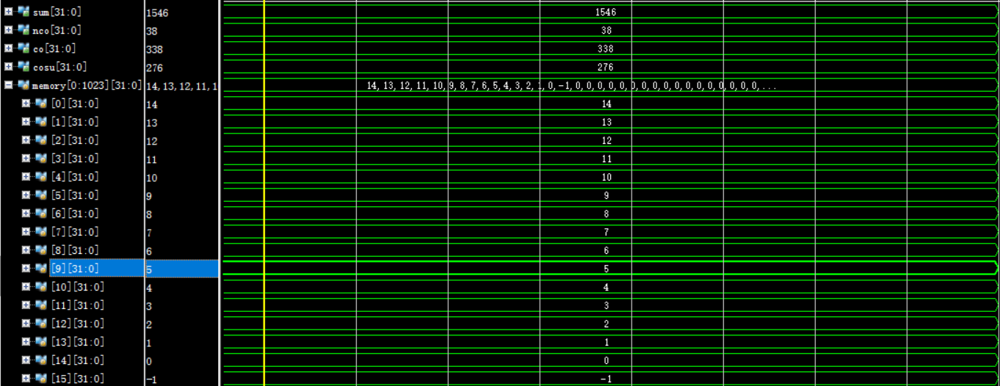 sum[31:0] 1546 1546
nco[31:0] 38 38
co[31:0] 338 338
cosu[31:0] 276 276
memory[0:1023][31:0] 14, 13, 12, 11, 1 14, 13, 12, 11, 10, 9, 8, 7, 6, 5, 4, 3, 2, 1, 0, -1, 0, 0, 0, 0, 0, 0, 0, 0, 0, 0, 0, 0, 0, 0, 0, 0, 0, ...
[0][31:0] 14 14
[1][31:0] 13 13
[2][31:0] 12 12
[3][31:0] 11 11
[4][31:0] 10 10
[5][31:0] 9 9
[6][31:0] 8 8
[7][31:0] 7 7
[8][31:0] 6 6
[9][31:0] 5 5
[10][31:0] 4 4
[11][31:0] 3 3
[12][31:0] 2 2
[13][31:0] 1 1
[14][31:0] 0 0
[15][31:0] -1 -1